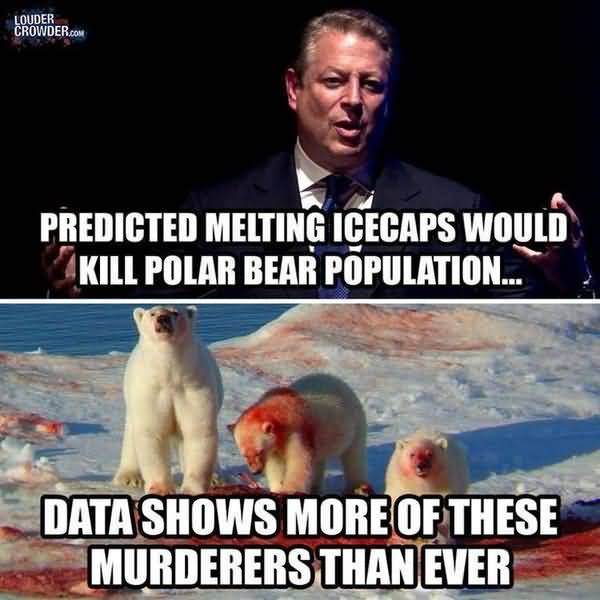 LOUDER WITH
CROWDER.COM
PREDICTED MELTING ICECAPS WOULD
KILL POLAR BEAR POPULATION...
DATA SHOWS MORE OF THESE
MURDERERS THAN EVER